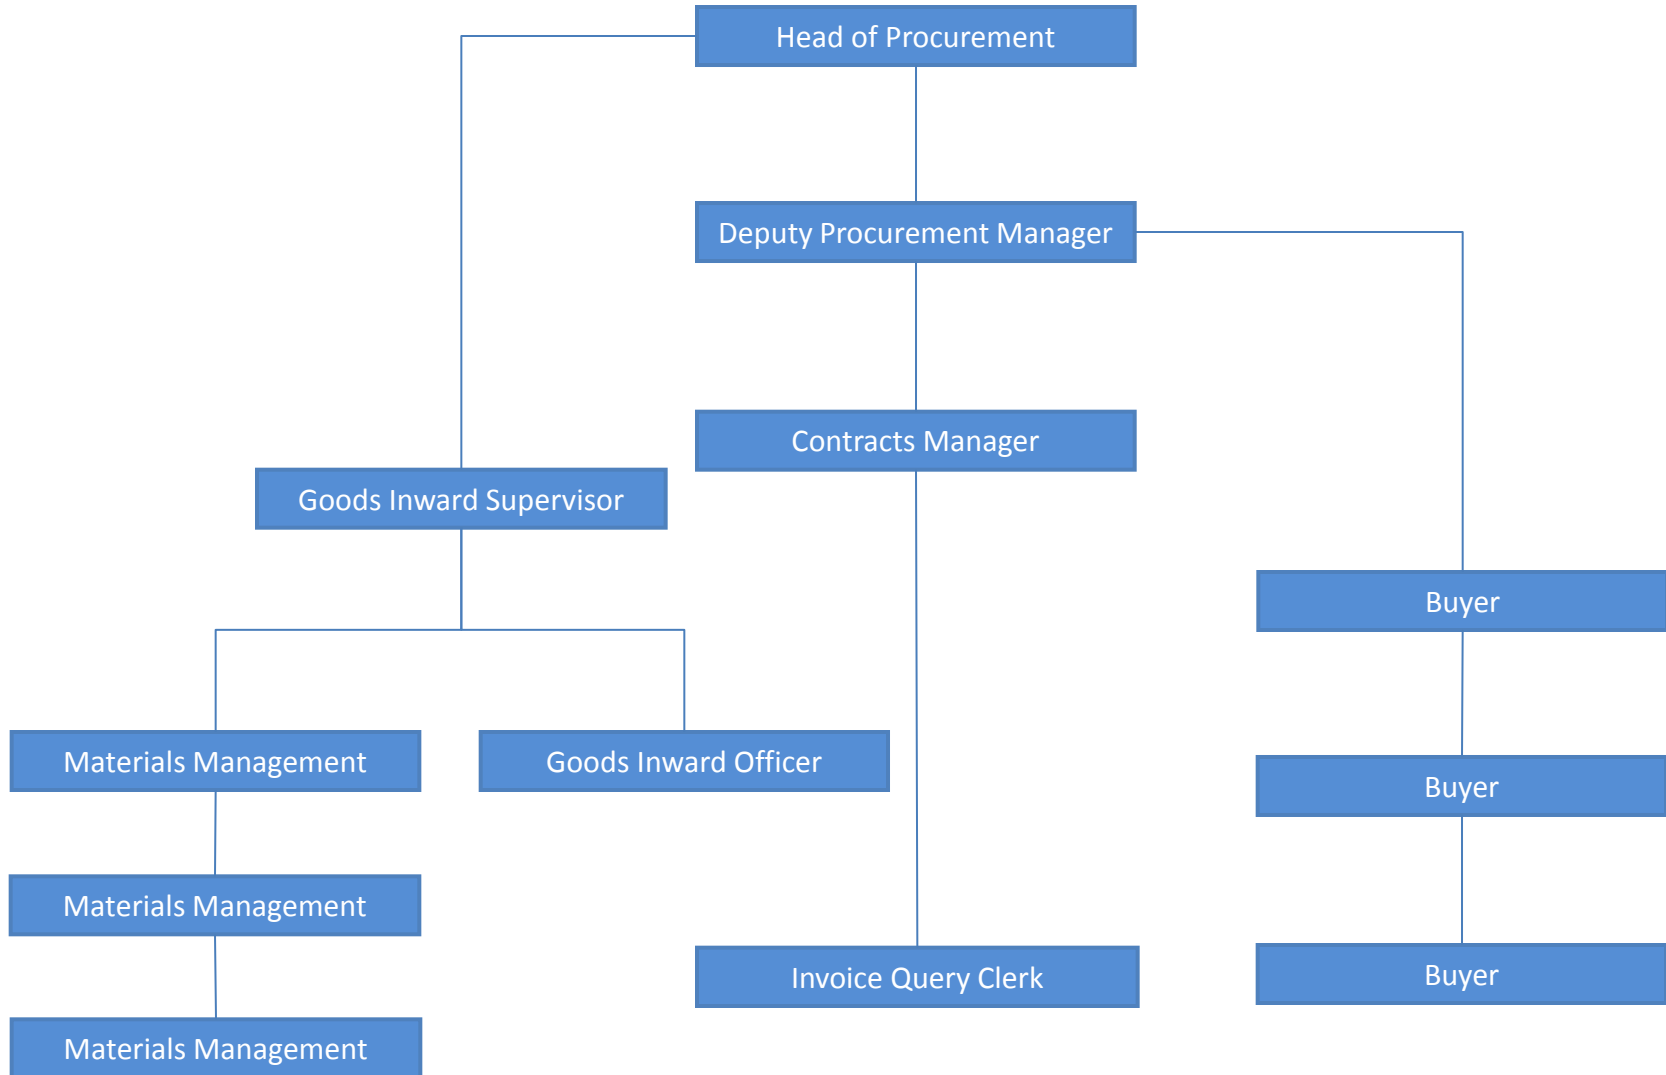 Head of Procurement
Deputy Procurement Manager
Contracts Manager
Goods Inward Supervisor
Buyer
Materials Management
Goods Inward Officer
Buyer
Materials Management
Invoice Query Clerk
Buyer
Materials Management